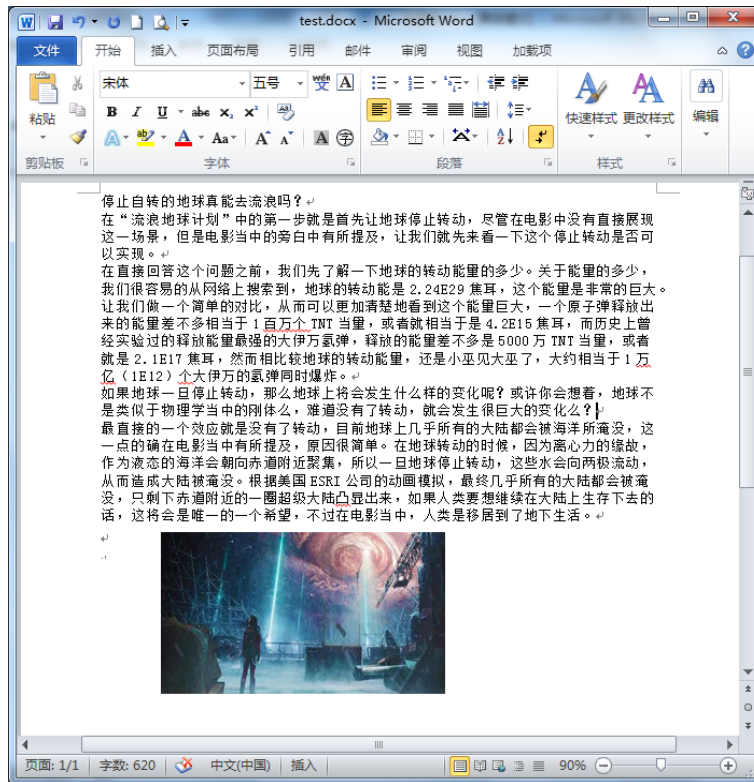 test.docx - Microsoft Word
文件 开始 插入 页面布局 引用 邮件 审阅 视图 加载项
宋体 五号 wén 文 A
粘贴
B I U abc x₂ x²
A ab A Aa A A A 字
快速样式 更改样式 编辑
剪贴板 字体 段落 样式
停止自转的地球真能去流浪吗？
在“流浪地球计划”中的第一步就是首先让地球停止转动，尽管在电影中没有直接展现
这一场景，但是电影当中的旁白中有所提及，让我们就先来看一下这个停止转动是否可
以实现。
在直接回答这个问题之前，我们先了解一下地球的转动能量的多少。关于能量的多少，
我们很容易的从网络上搜索到，地球的转动能是 2.24E29 焦耳，这个能量是非常的巨大。
让我们做一个简单的对比，从而可以更加清楚地看到这个能量巨大，一个原子弹释放出
来的能量差不多相当于 1 百万个 TNT 当量，或者就相当于是 4.2E15 焦耳，而历史上曾
经实验过的释放能量最强的大伊万氢弹，释放的能量差不多是 5000 万 TNT 当量，或者
就是 2.1E17 焦耳，然而相比较地球的转动能量，还是小巫见大巫了，大约相当于 1 万
亿（1E12）个大伊万的氢弹同时爆炸。
如果地球一旦停止转动，那么地球上将会发生什么样的变化呢？或许你会想着，地球不
是类似于物理学当中的刚体么，难道没有了转动，就会发生很巨大的变化么？
最直接的一个效应就是没有了转动，目前地球上几乎所有的大陆都会被海洋所淹没，这
一点的确在电影当中有所提及，原因很简单。在地球转动的时候，因为离心力的缘故，
作为液态的海洋会朝向赤道附近聚集，所以一旦地球停止转动，这些水会向两极流动，
从而造成大陆被淹没。根据美国 ESRI 公司的动画模拟，最终几乎所有的大陆都会被淹
没，只剩下赤道附近的一圈超级大陆凸显出来，如果人类要想继续在大陆上生存下去的
话，这将会是唯一的一个希望，不过在电影当中，人类是移居到了地下生活。
页面: 1/1 字数: 620 中文(中国) 插入 90%